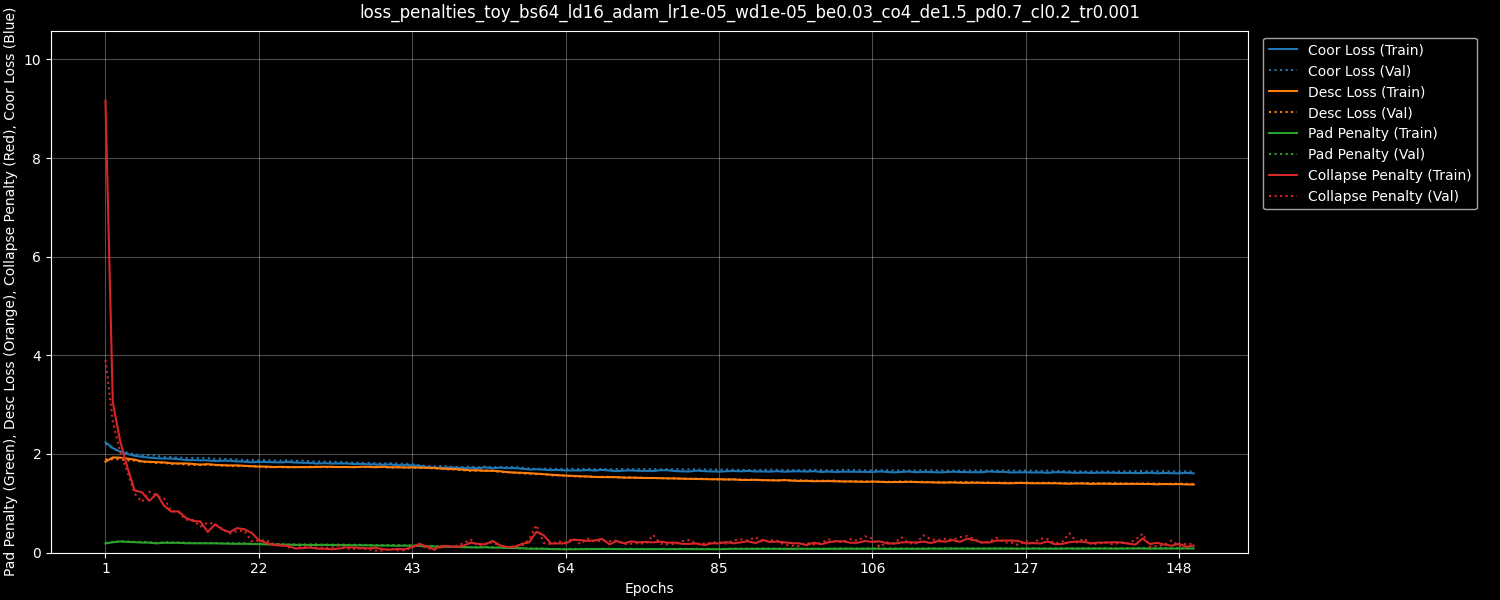 loss_penalties_toy_bs64_ld16_adam_lr1e-05_wd1e-05_be0.03_co4_de1.5_pd0.7_cl0.2_tr0.001
Pad Penalty (Green), Desc Loss (Orange), Collapse Penalty (Red), Coor Loss (Blue)
10
8
6
4
2
0
1
22
43
64
85
106
127
148
Epochs
Coor Loss (Train)
Coor Loss (Val)
Desc Loss (Train)
Desc Loss (Val)
Pad Penalty (Train)
Pad Penalty (Val)
Collapse Penalty (Train)
Collapse Penalty (Val)